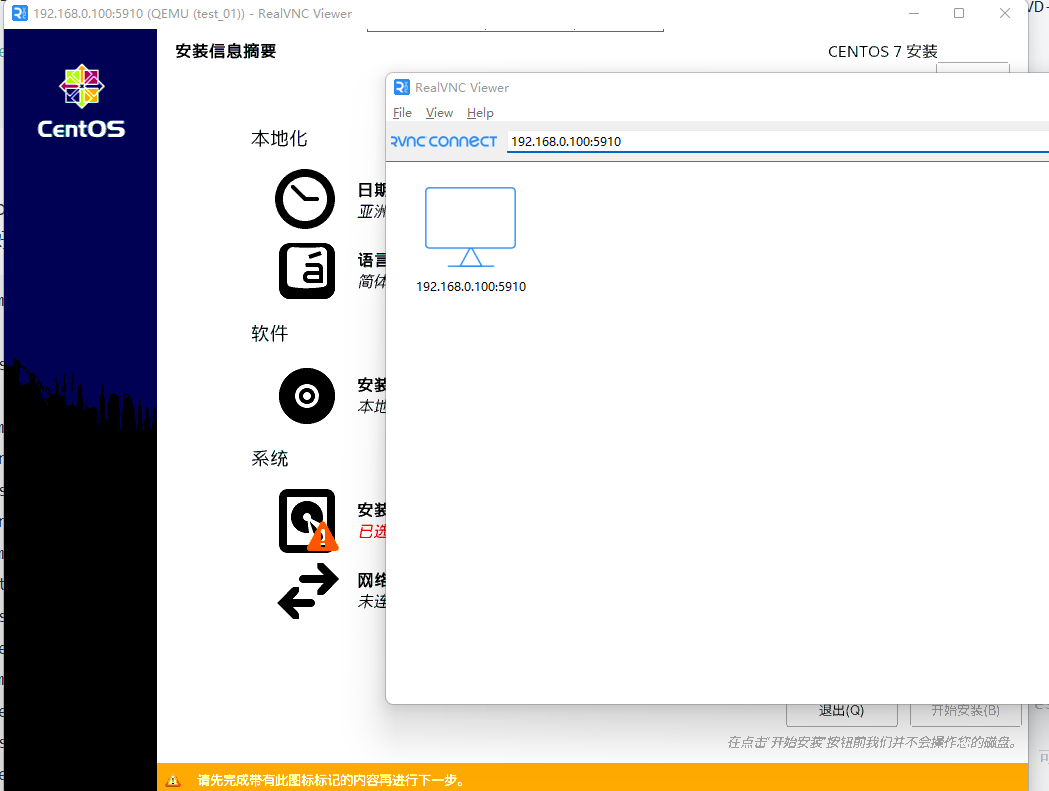 192.168.0.100:5910 (QEMU (test_01)) - RealVNC Viewer
安装信息摘要
CENTOS 7 安装
CentOS
RealVNC Viewer
File View Help
RVNC CONNECT 192.168.0.100:5910
192.168.0.100:5910
本地化
日期
亚洲
语言
简体
软件
安装
本地
系统
安装
已选
网络
未连
退出(Q) 开始安装(B)
在点击"开始安装"按钮前我们并不会操作您的磁盘。
请先完成带有此图标标记的内容再进行下一步。